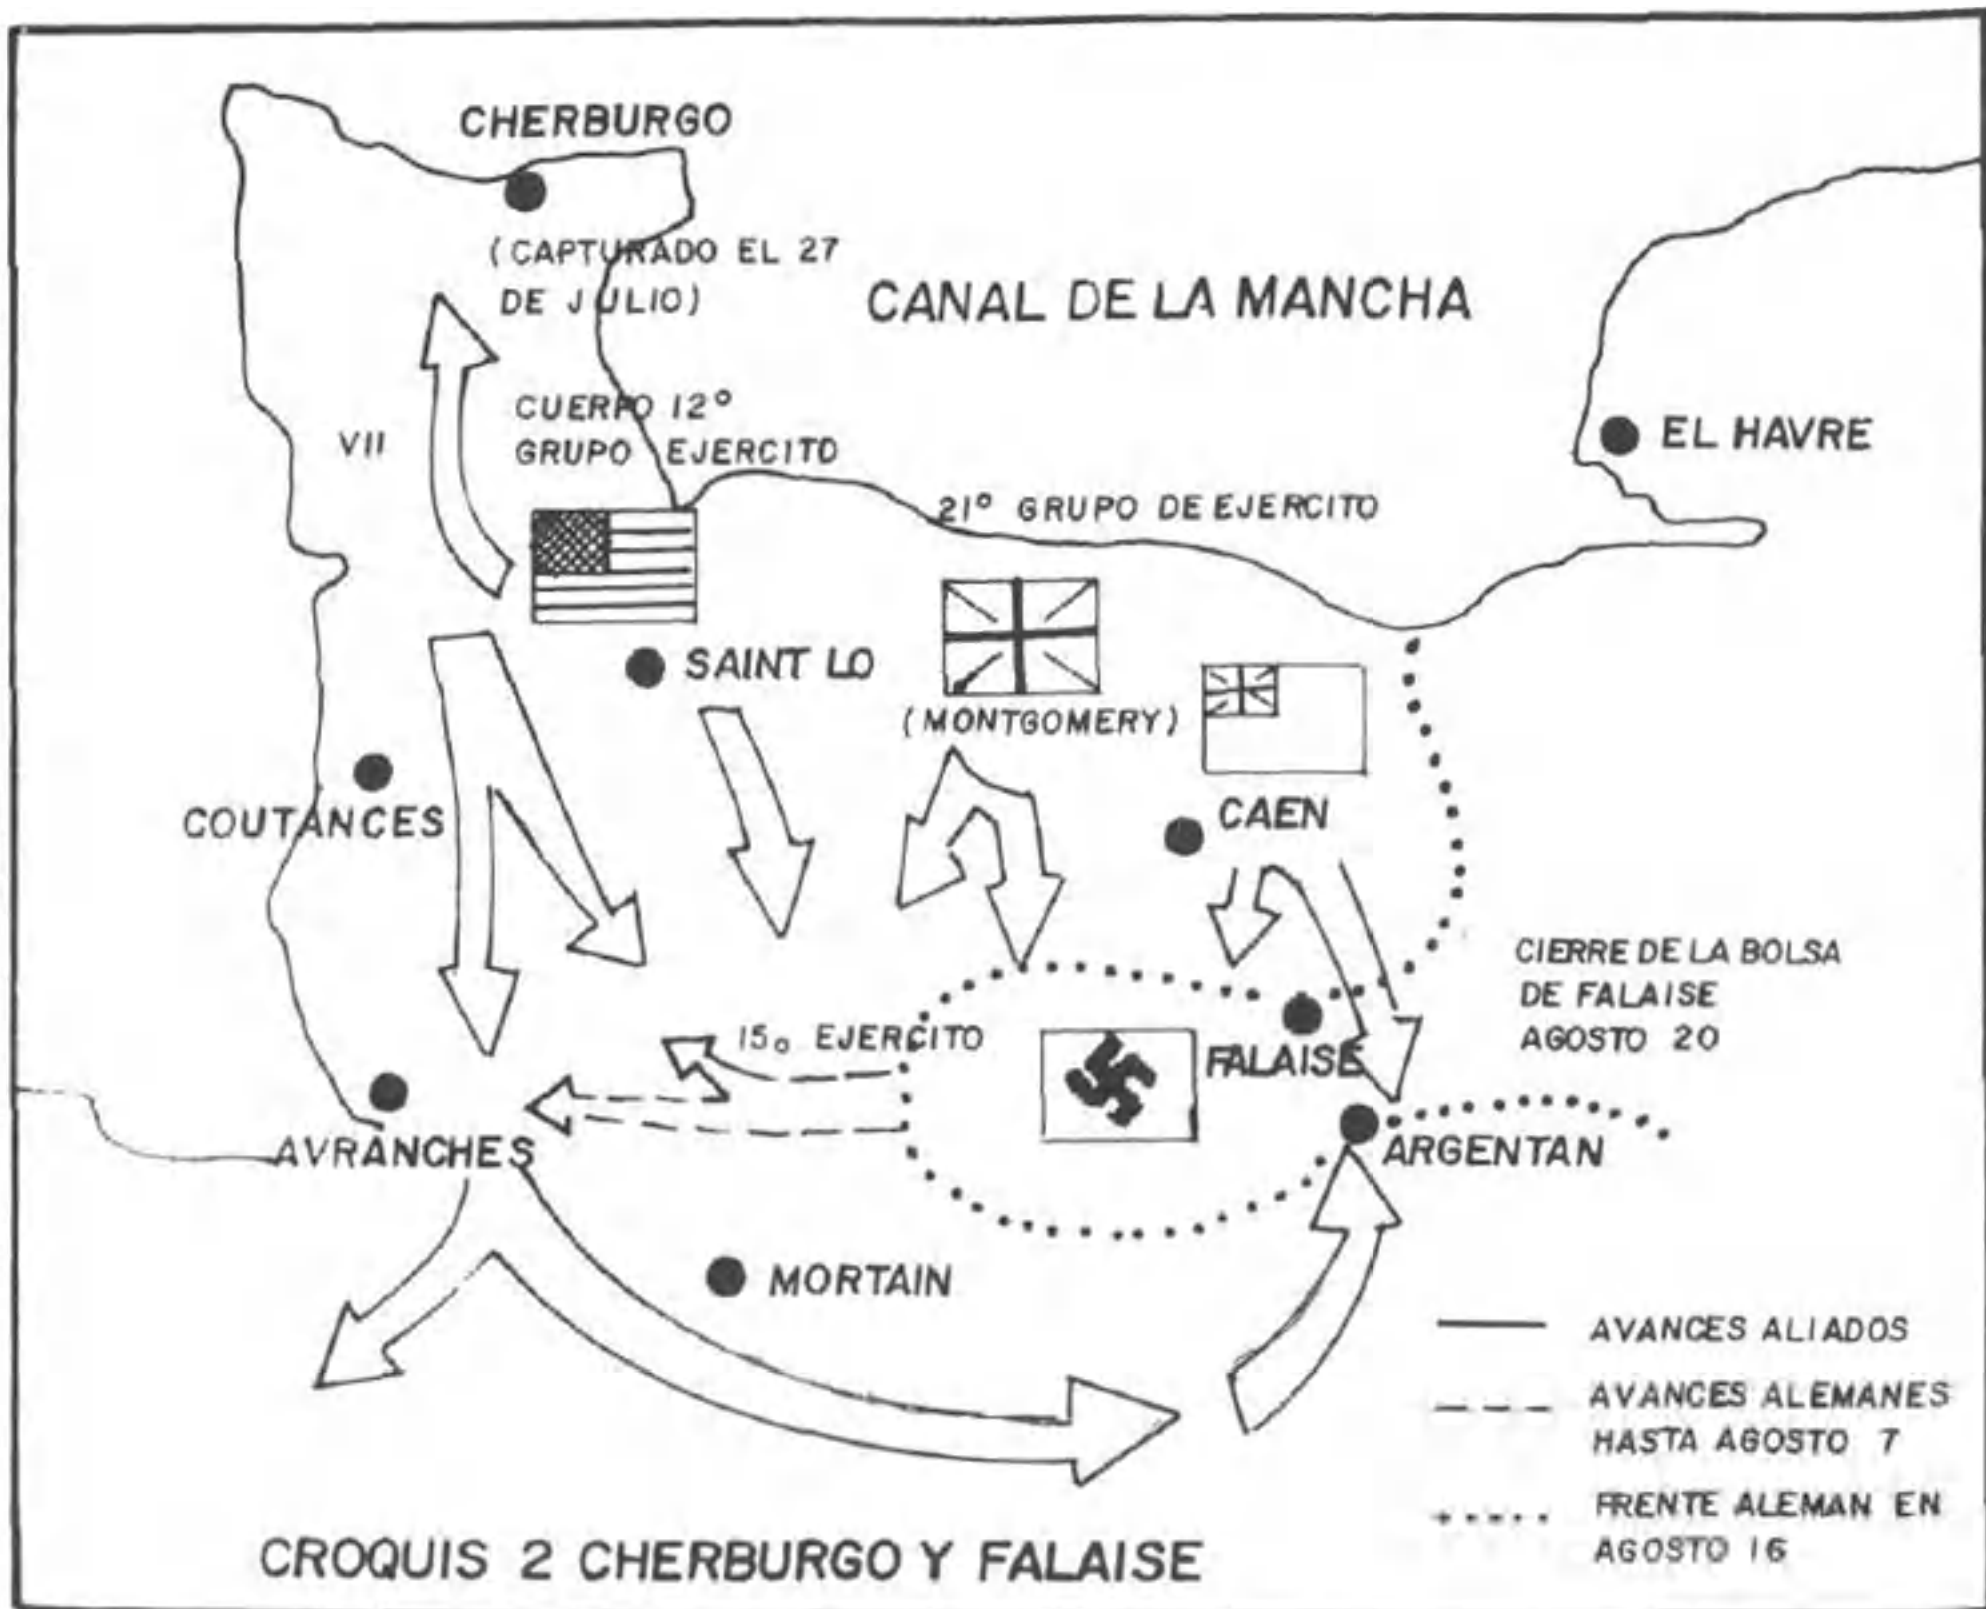 CHERBURGO
(CAPTURADO EL 27
DE JULIO)
CANAL DE LA MANCHA
VII
CUERPO 12°
GRUPO EJERCITO
EL HAVRE
21° GRUPO DE EJERCITO
SAINT LO
(MONTGOMERY)
COUTANCES
CAEN
CIERRE DE LA BOLSA
DE FALAISE
AGOSTO 20
15o EJERCITO
FALAISE
AVRANCHES
ARGENTAN
MORTAIN
AVANCES ALIADOS
AVANCES ALEMANES
HASTA AGOSTO 7
FRENTE ALEMAN EN
AGOSTO 16
CROQUIS 2 CHERBURGO Y FALAISE